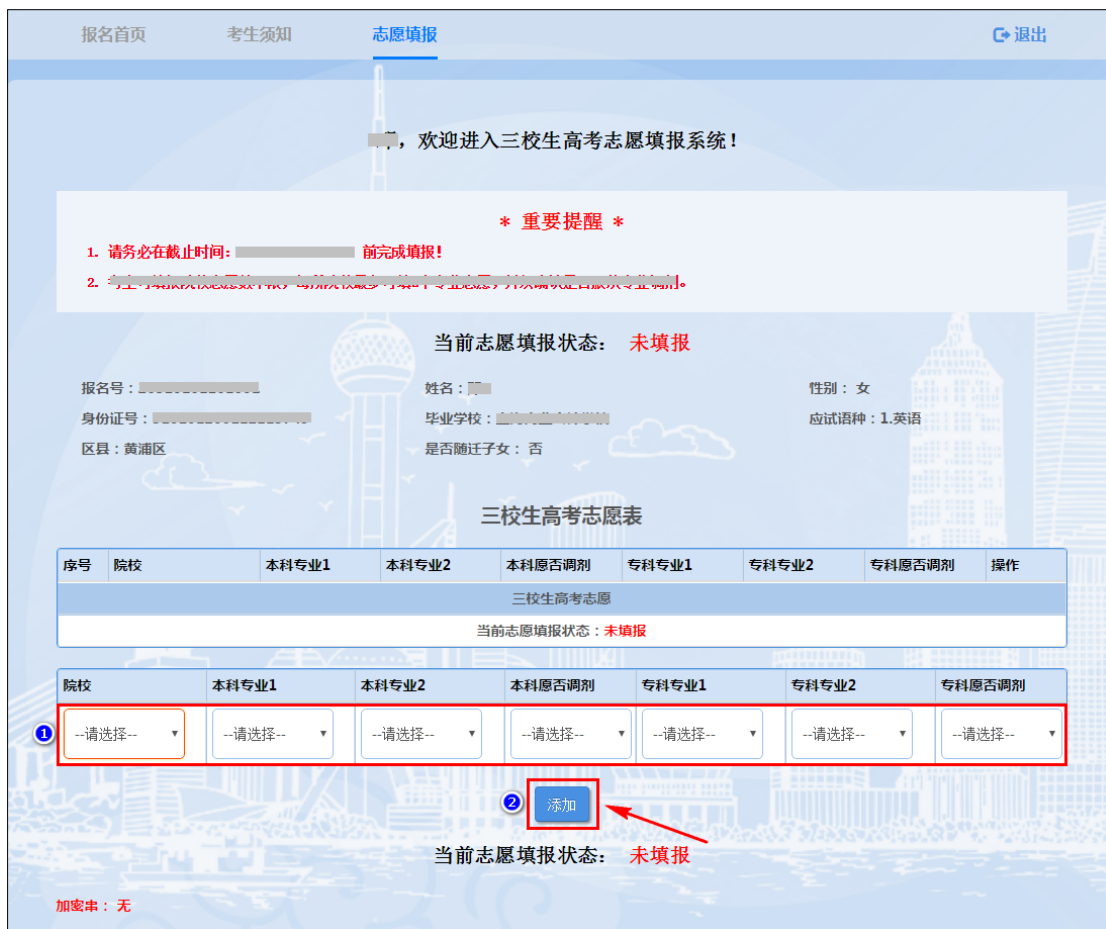 报名首页 考生须知 志愿填报 退出
，欢迎进入三校生高考志愿填报系统！
* 重要提醒 *
1. 请务必在截止时间： 前完成填报！
2.
当前志愿填报状态： 未填报
报名号： 姓名： 性别： 女
身份证号： 毕业学校： 应试语种：1.英语
区县：黄浦区 是否随迁子女： 否
三校生高考志愿表
序号 院校 本科专业1 本科专业2 本科愿否调剂 专科专业1 专科专业2 专科愿否调剂 操作
三校生高考志愿
当前志愿填报状态：未填报
院校 本科专业1 本科专业2 本科愿否调剂 专科专业1 专科专业2 专科愿否调剂
1 --请选择-- --请选择-- --请选择-- --请选择-- --请选择-- --请选择-- --请选择--
2 添加
当前志愿填报状态： 未填报
加密串： 无